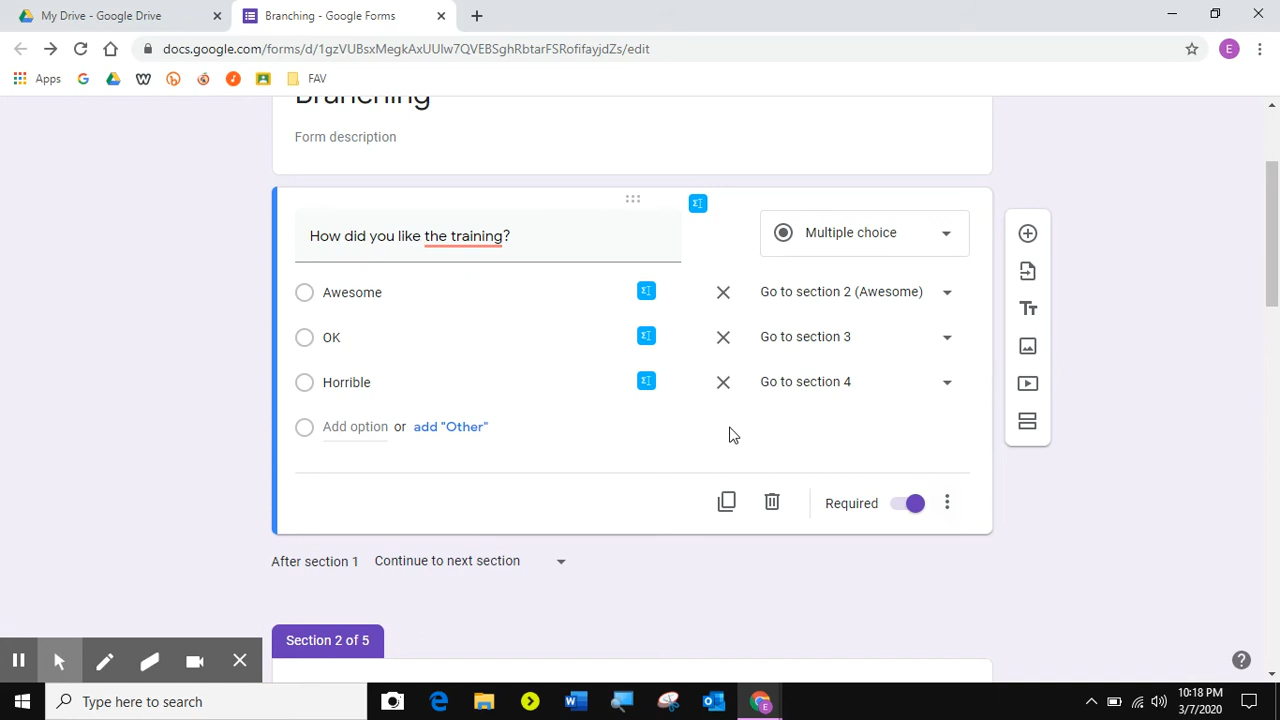 My Drive - Google Drive
Branching - Google Forms
docs.google.com/forms/d/1gzVUBsxMegkAxUUlw7QVEBSghRbtarFSRofifayjdZs/edit
E
Apps
FAV
Branching
Form description
How did you like the training?
Multiple choice
Awesome
Go to section 2 (Awesome)
OK
Go to section 3
Horrible
Go to section 4
Add option or add "Other"
Required
After section 1 Continue to next section
Section 2 of 5
Type here to search
10:18 PM
3/7/2020